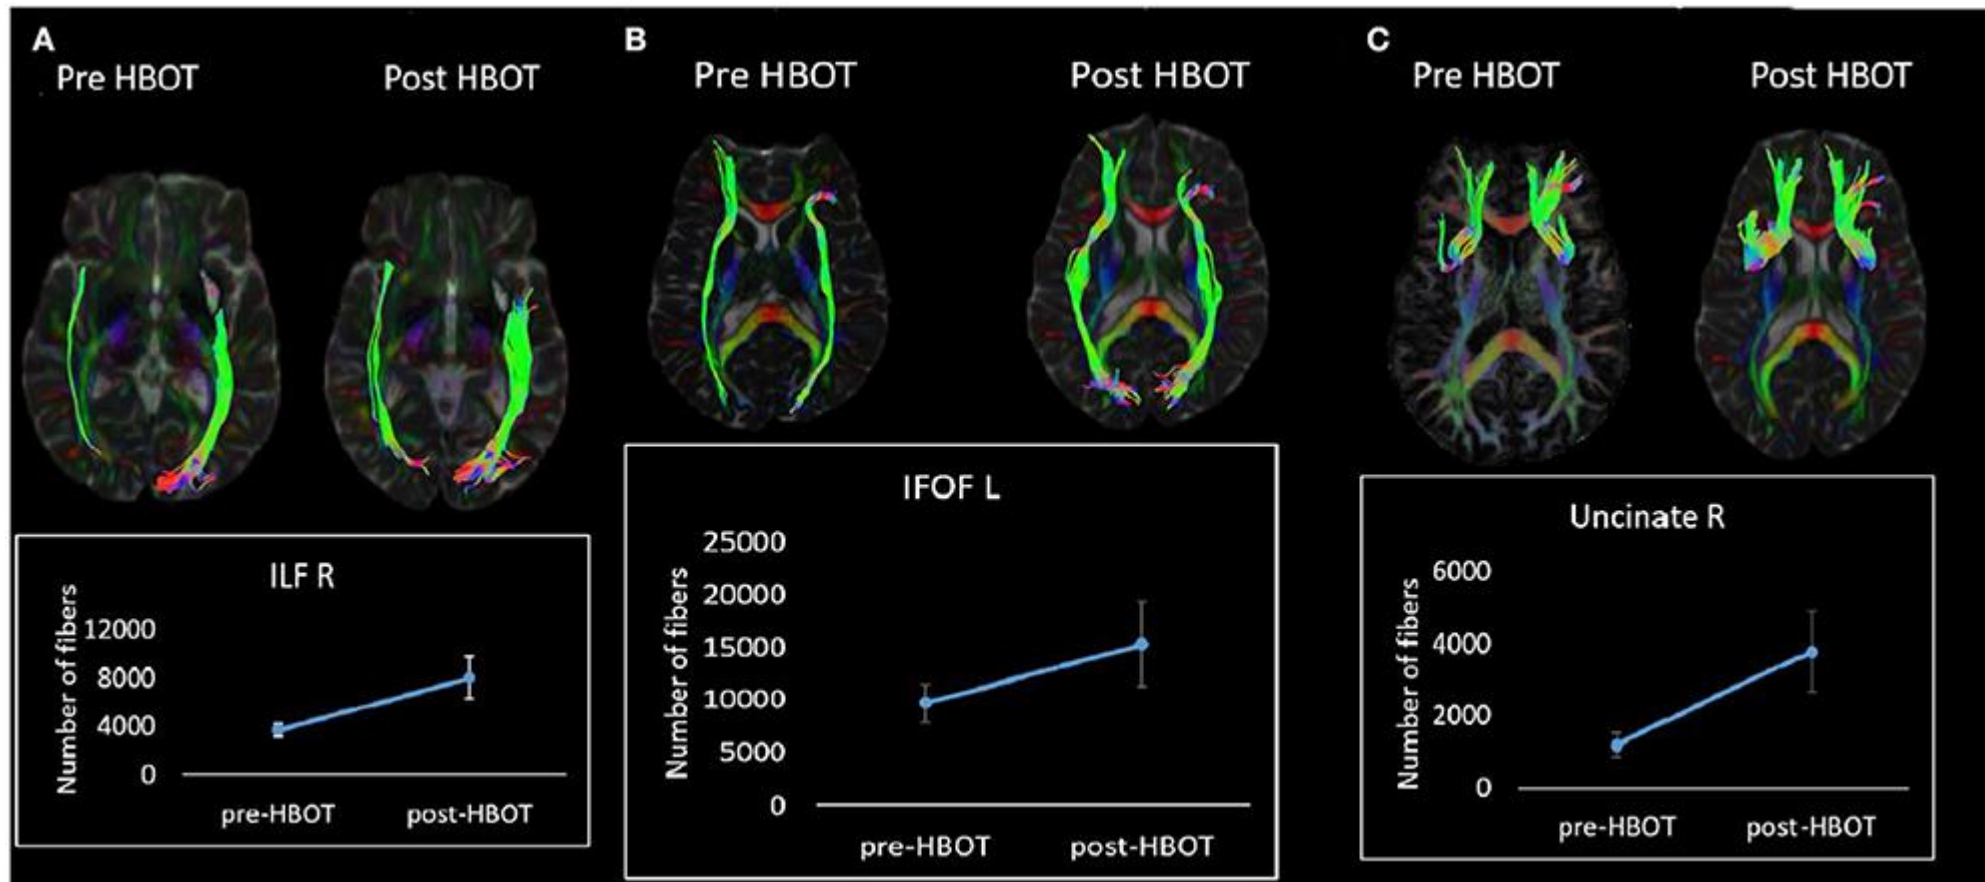 A
Pre HBOT
Post HBOT
ILF R
Number of fibers
12000
8000
4000
0
pre-HBOT
post-HBOT
B
Pre HBOT
Post HBOT
IFOF L
Number of fibers
25000
20000
15000
10000
5000
0
pre-HBOT
post-HBOT
C
Pre HBOT
Post HBOT
Uncinate R
Number of fibers
6000
4000
2000
0
pre-HBOT
post-HBOT